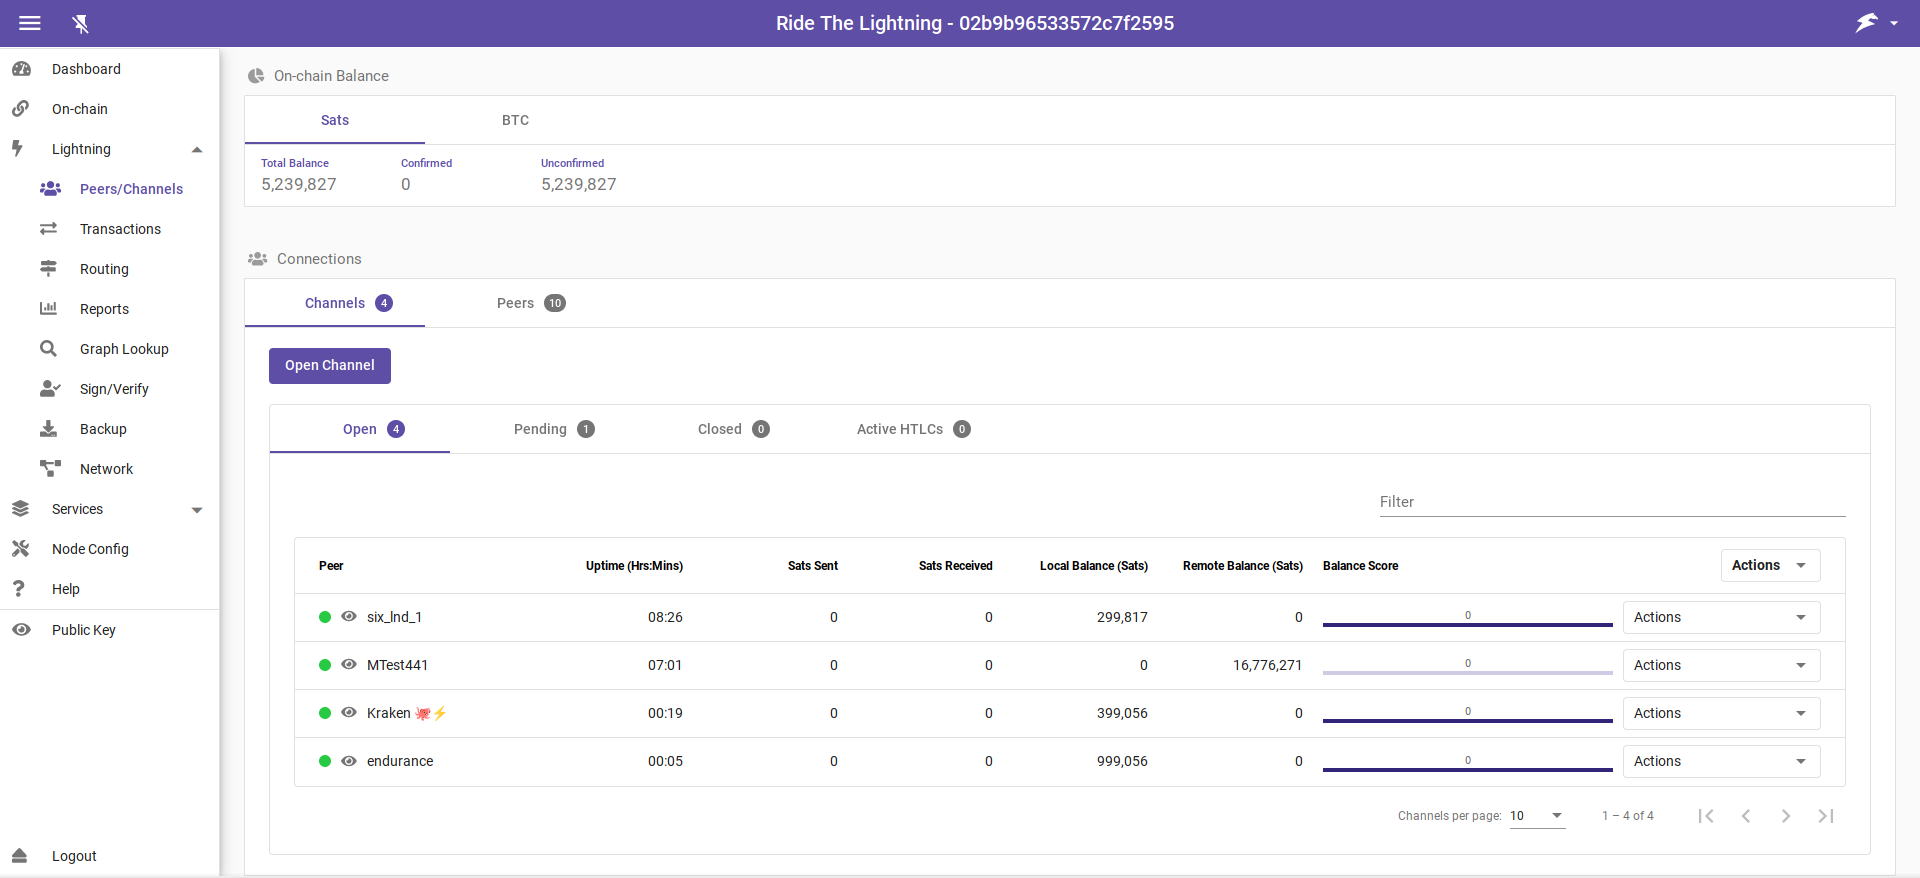 Ride The Lightning - 02b9b96533572c7f2595
Dashboard
On-chain
Lightning
Peers/Channels
Transactions
Routing
Reports
Graph Lookup
Sign/Verify
Backup
Network
Services
Node Config
Help
Public Key
Logout
On-chain Balance
Sats BTC
Total Balance Confirmed Unconfirmed
5,239,827 0 5,239,827
Connections
Channels 4 Peers 10
Open Channel
Open 4 Pending 1 Closed 0 Active HTLCs 0
Filter
Peer Uptime (Hrs:Mins) Sats Sent Sats Received Local Balance (Sats) Remote Balance (Sats) Balance Score Actions
six_lnd_1 08:26 0 0 299,817 0 0 Actions
MTest441 07:01 0 0 0 16,776,271 0 Actions
Kraken 🐙⚡ 00:19 0 0 399,056 0 0 Actions
endurance 00:05 0 0 999,056 0 0 Actions
Channels per page: 10 1 – 4 of 4